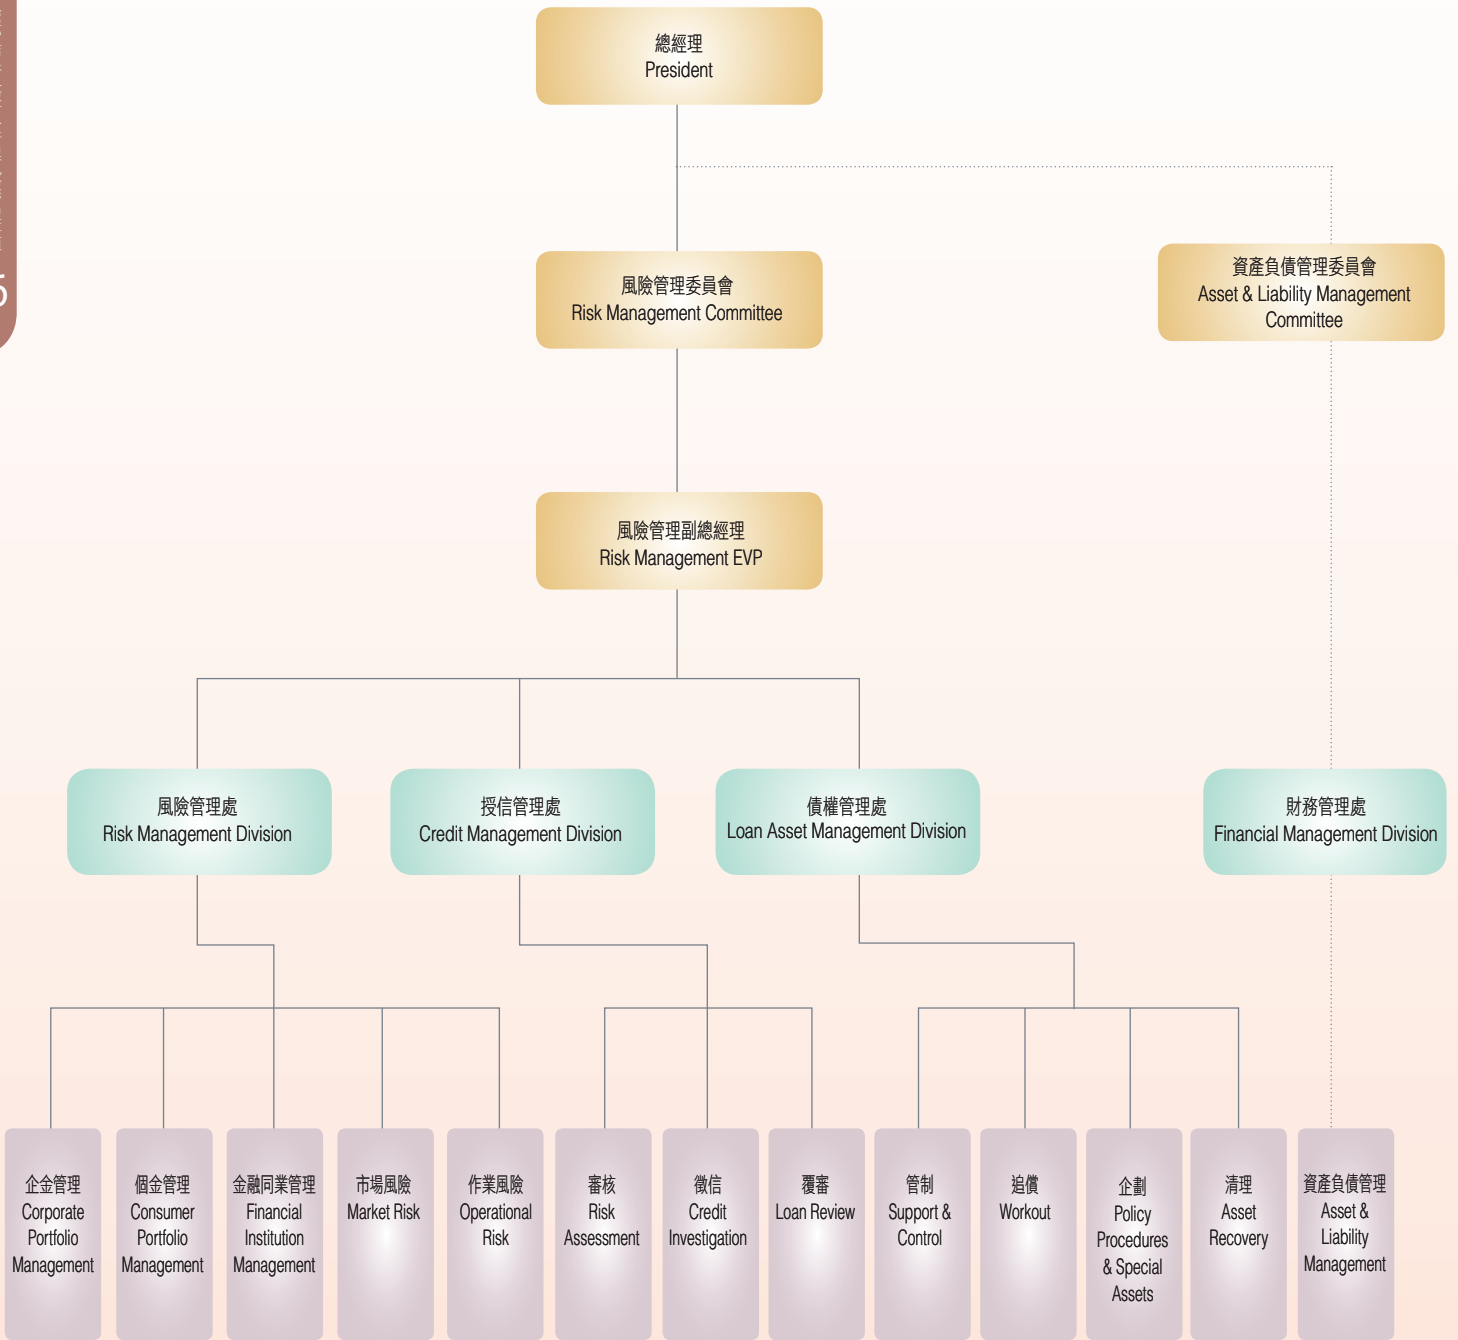 總經理
President
風險管理委員會
Risk Management Committee
資產負債管理委員會
Asset & Liability Management
Committee
風險管理副總經理
Risk Management EVP
風險管理處
Risk Management Division
授信管理處
Credit Management Division
債權管理處
Loan Asset Management Division
財務管理處
Financial Management Division
企金管理
Corporate
Portfolio
Management
個金管理
Consumer
Portfolio
Management
金融同業管理
Financial
Institution
Management
市場風險
Market Risk
作業風險
Operational
Risk
審核
Risk
Assessment
徵信
Credit
Investigation
覆審
Loan Review
管制
Support &
Control
追償
Workout
企劃
Policy
Procedures
& Special
Assets
清理
Asset
Recovery
資產負債管理
Asset &
Liability
Management